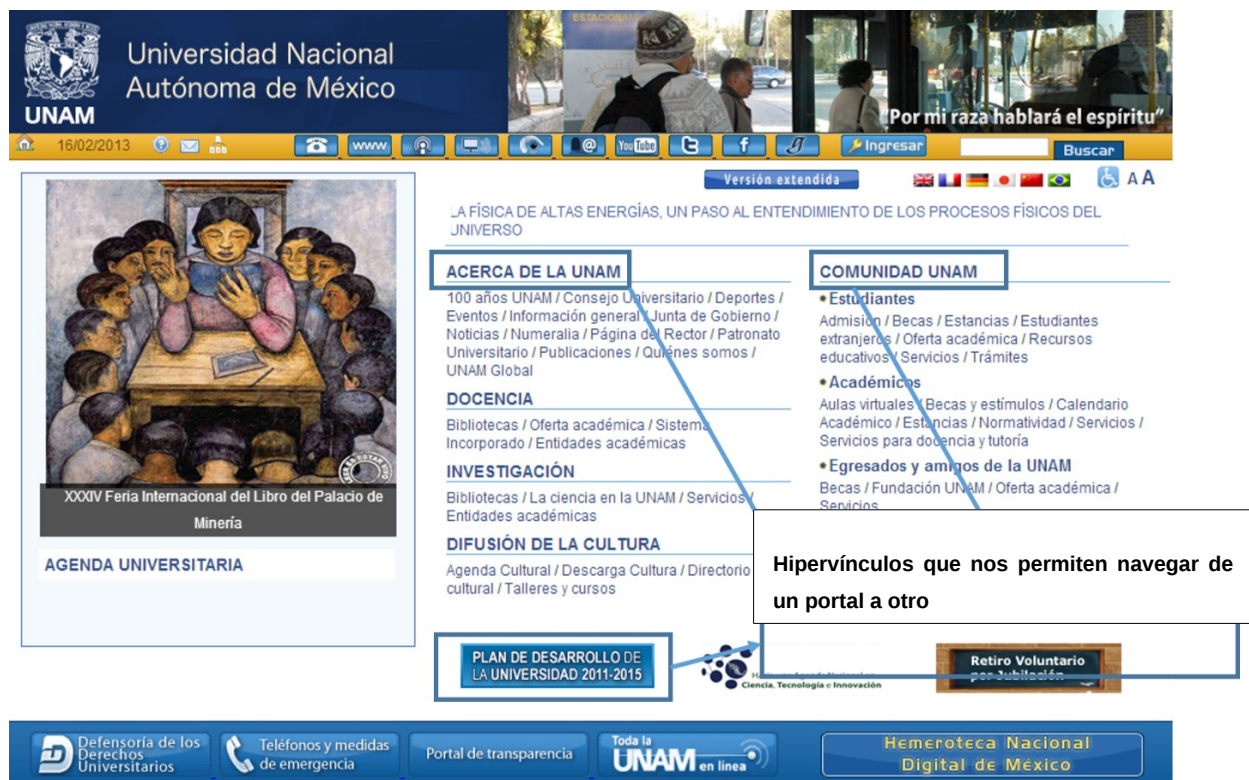 Universidad Nacional
Autónoma de México
UNAM
ESTACIONAM
"Por mi raza hablará el espíritu"
16/02/2013
www
You Tube
Ingresar
Buscar
Versión extendida
A A
LA FÍSICA DE ALTAS ENERGÍAS, UN PASO AL ENTENDIMIENTO DE LOS PROCESOS FÍSICOS DEL
UNIVERSO
XXXIV Feria Internacional del Libro del Palacio de
Minería
AGENDA UNIVERSITARIA
ACERCA DE LA UNAM
100 años UNAM / Consejo Universitario / Deportes /
Eventos / Información general / Junta de Gobierno /
Noticias / Numeralia / Página del Rector / Patronato
Universitario / Publicaciones / Quiénes somos /
UNAM Global
DOCENCIA
Bibliotecas / Oferta académica / Sistema
Incorporado / Entidades académicas
INVESTIGACIÓN
Bibliotecas / La ciencia en la UNAM / Servicios /
Entidades académicas
DIFUSIÓN DE LA CULTURA
Agenda Cultural / Descarga Cultura / Directorio
cultural / Talleres y cursos
COMUNIDAD UNAM
• Estudiantes
Admisión / Becas / Estancias / Estudiantes
extranjeros / Oferta académica / Recursos
educativos / Servicios / Trámites
• Académicos
Aulas virtuales / Becas y estímulos / Calendario
Académico / Estancias / Normatividad / Servicios /
Servicios para docencia y tutoría
• Egresados y amigos de la UNAM
Becas / Fundación UNAM / Oferta académica /
Servicios
Hipervínculos que nos permiten navegar de
un portal a otro
PLAN DE DESARROLLO DE
LA UNIVERSIDAD 2011-2015
Ciencia, Tecnología e Innovación
Retiro Voluntario
por Jubilación
Defensoría de los
Derechos
Universitarios
Teléfonos y medidas
de emergencia
Portal de transparencia
Toda la
UNAM en línea
Hemeroteca Nacional
Digital de México